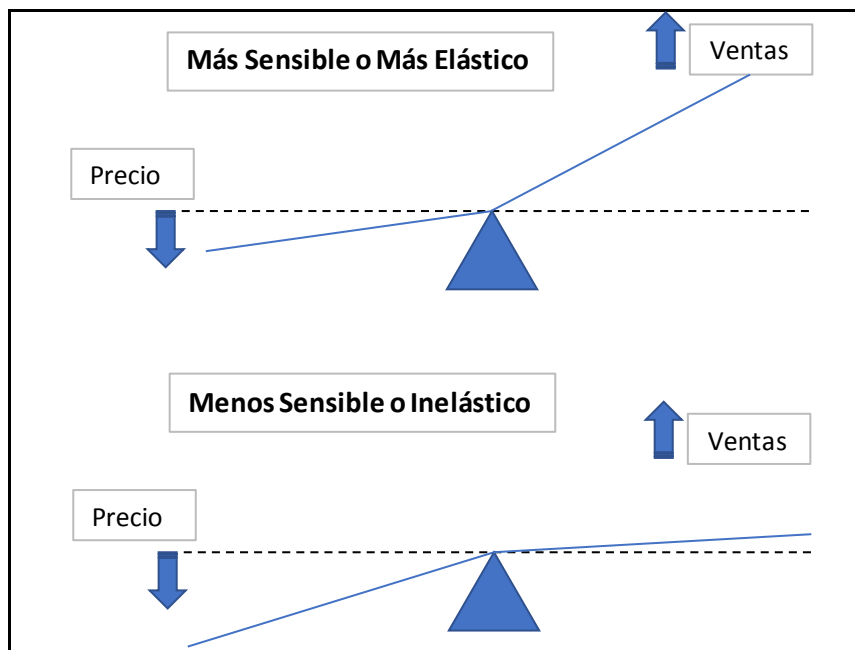 Más Sensible o Más Elástico
Ventas
Precio
Menos Sensible o Inelástico
Ventas
Precio